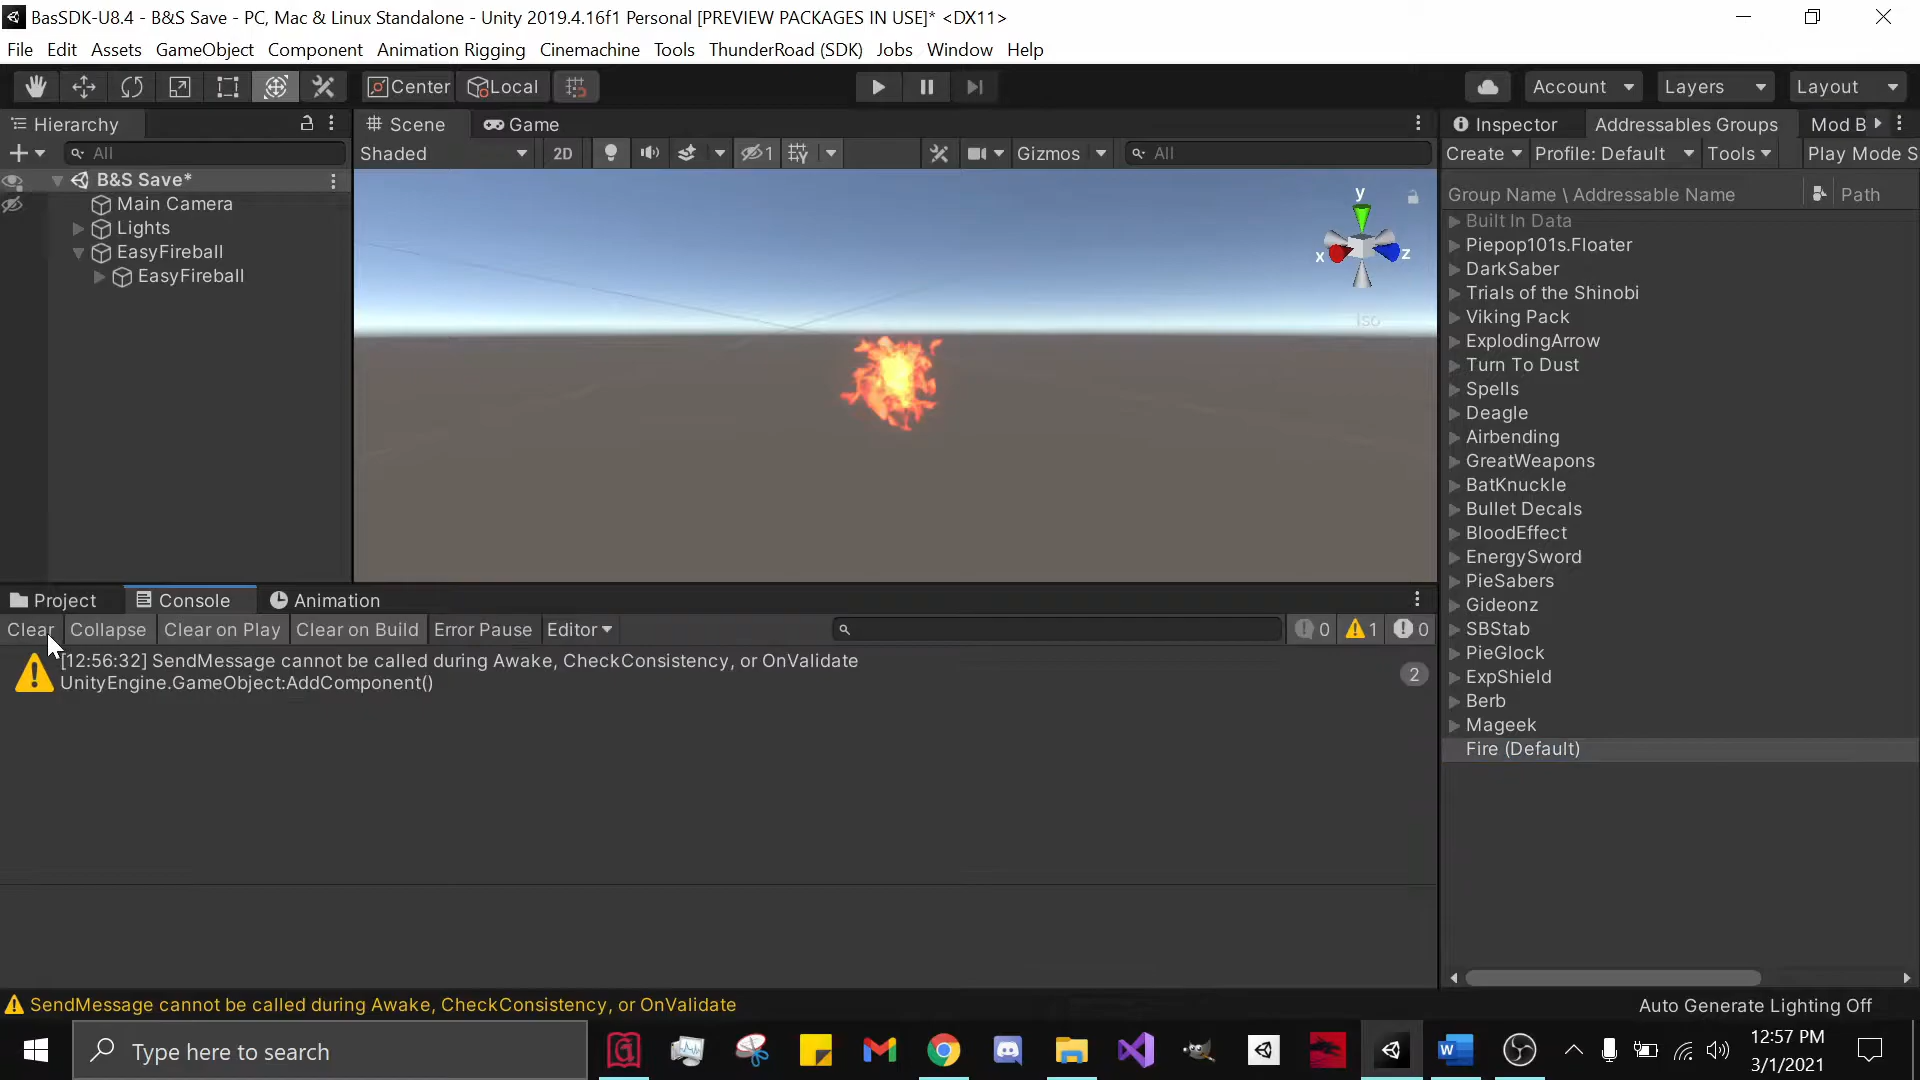 BasSDK-U8.4 - B&S Save - PC, Mac & Linux Standalone - Unity 2019.4.16f1 Personal [PREVIEW PACKAGES IN USE]* <DX11>
File Edit Assets GameObject Component Animation Rigging Cinemachine Tools ThunderRoad (SDK) Jobs Window Help
Center Local Account Layers Layout
Hierarchy Scene Game Inspector Addressables Groups Mod B
All Shaded 2D 1 Gizmos All Create Profile: Default Tools Play Mode S
B&S Save*
Main Camera
Lights
EasyFireball
EasyFireball
y
x
z
Iso
Group Name \ Addressable Name Path
Built In Data
Piepop101s.Floater
DarkSaber
Trials of the Shinobi
Viking Pack
ExplodingArrow
Turn To Dust
Spells
Deagle
Airbending
GreatWeapons
BatKnuckle
Bullet Decals
BloodEffect
EnergySword
PieSabers
Gideonz
SBStab
PieGlock
ExpShield
Berb
Mageek
Fire (Default)
Project Console Animation
Clear Collapse Clear on Play Clear on Build Error Pause Editor 0 1 0
[12:56:32] SendMessage cannot be called during Awake, CheckConsistency, or OnValidate
UnityEngine.GameObject:AddComponent()
2
SendMessage cannot be called during Awake, CheckConsistency, or OnValidate
Auto Generate Lighting Off
Type here to search
12:57 PM
3/1/2021